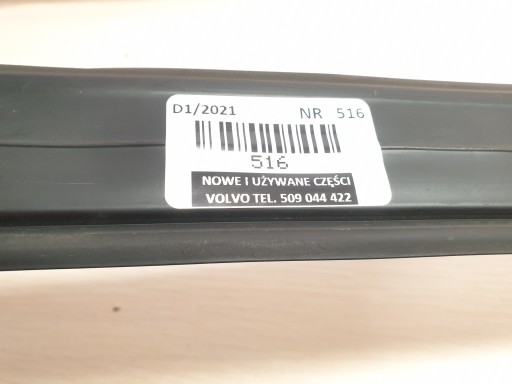 D1/2021 NR 516
516
NOWE I UŻYWANE CZĘŚCI
VOLVO TEL. 509 044 422